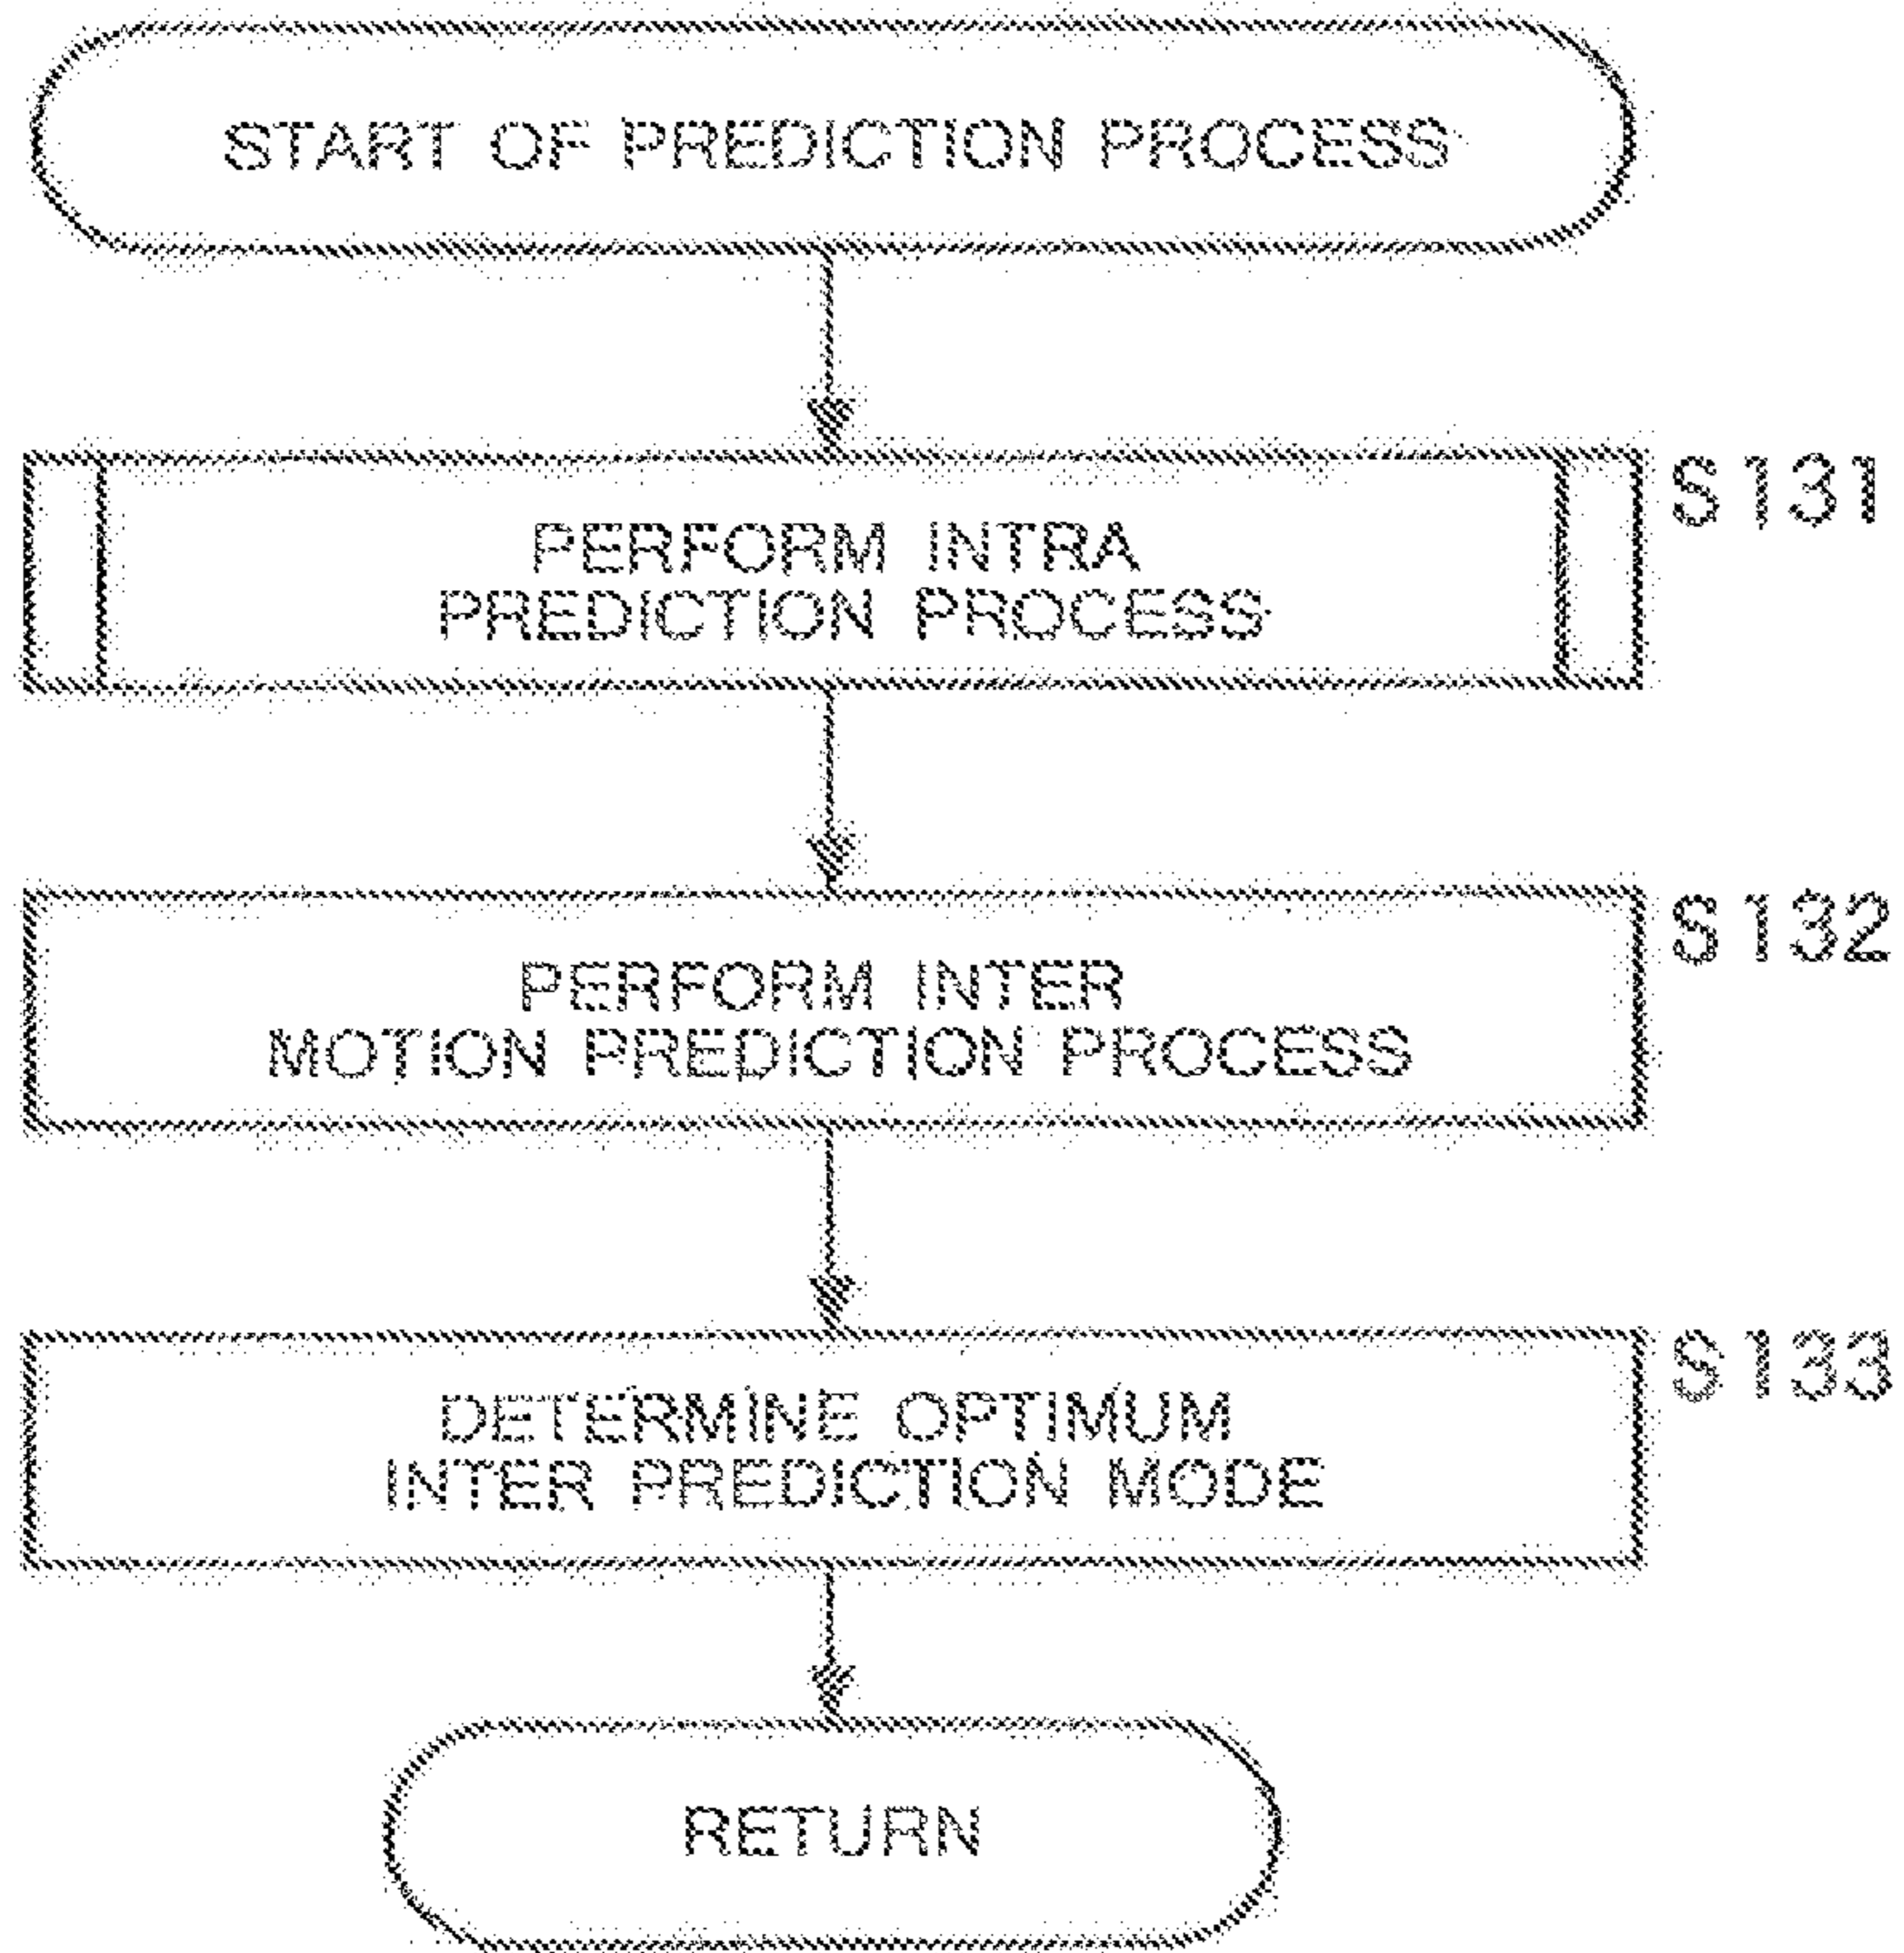 START OF PREDICTION PROCESS
S131
PERFORM INTRA
PREDICTION PROCESS
S132
PERFORM INTER
MOTION PREDICTION PROCESS
S133
DETERMINE OPTIMUM
INTER PREDICTION MODE
RETURN